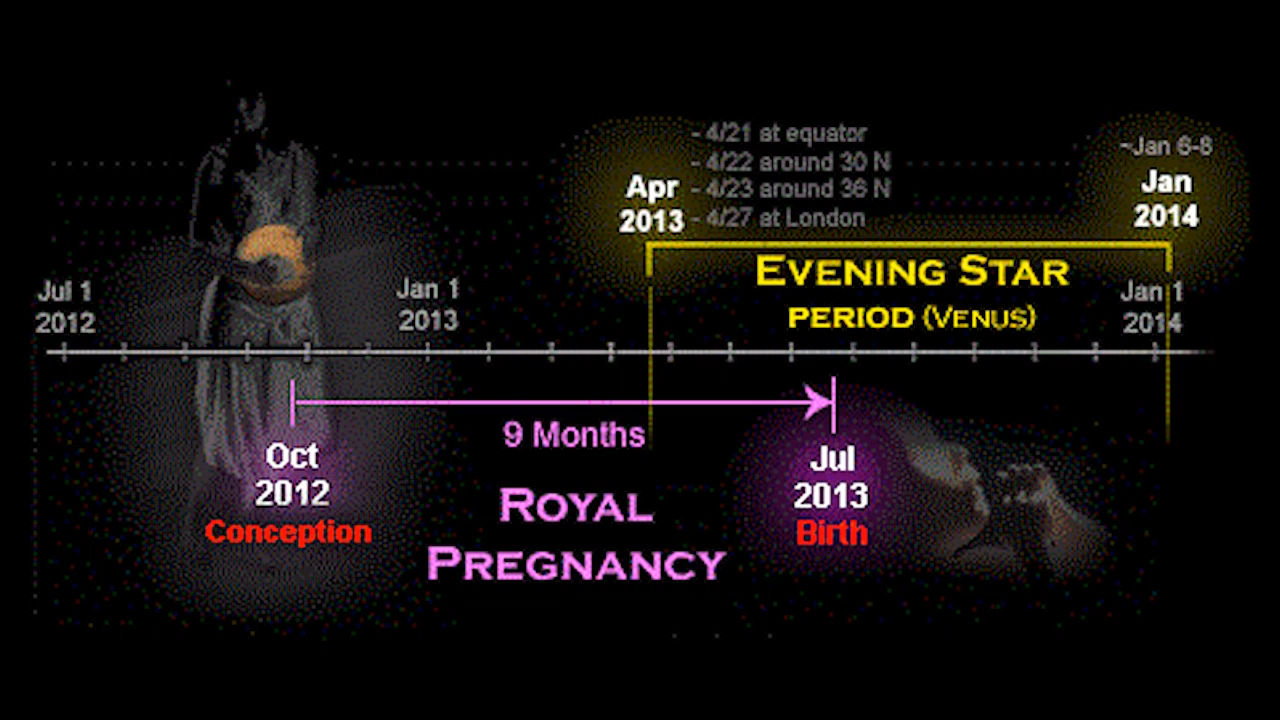 - 4/21 at equator
- 4/22 around 30 N
- 4/23 around 36 N
- 4/27 at London
Apr
2013
~Jan 6-8
Jan
2014
EVENING STAR
PERIOD (VENUS)
Jul 1
2012
Jan 1
2013
Jan 1
2014
9 Months
Oct
2012
Conception
ROYAL
PREGNANCY
Jul
2013
Birth